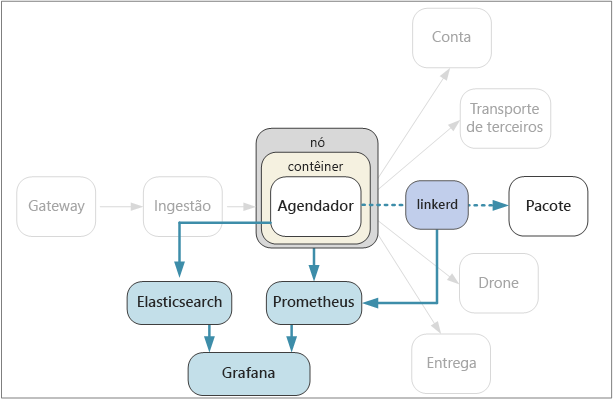 Conta
Transporte
de terceiros
nó
contêiner
Gateway
Ingestão
Agendador
linkerd
Pacote
Elasticsearch
Prometheus
Drone
Grafana
Entrega